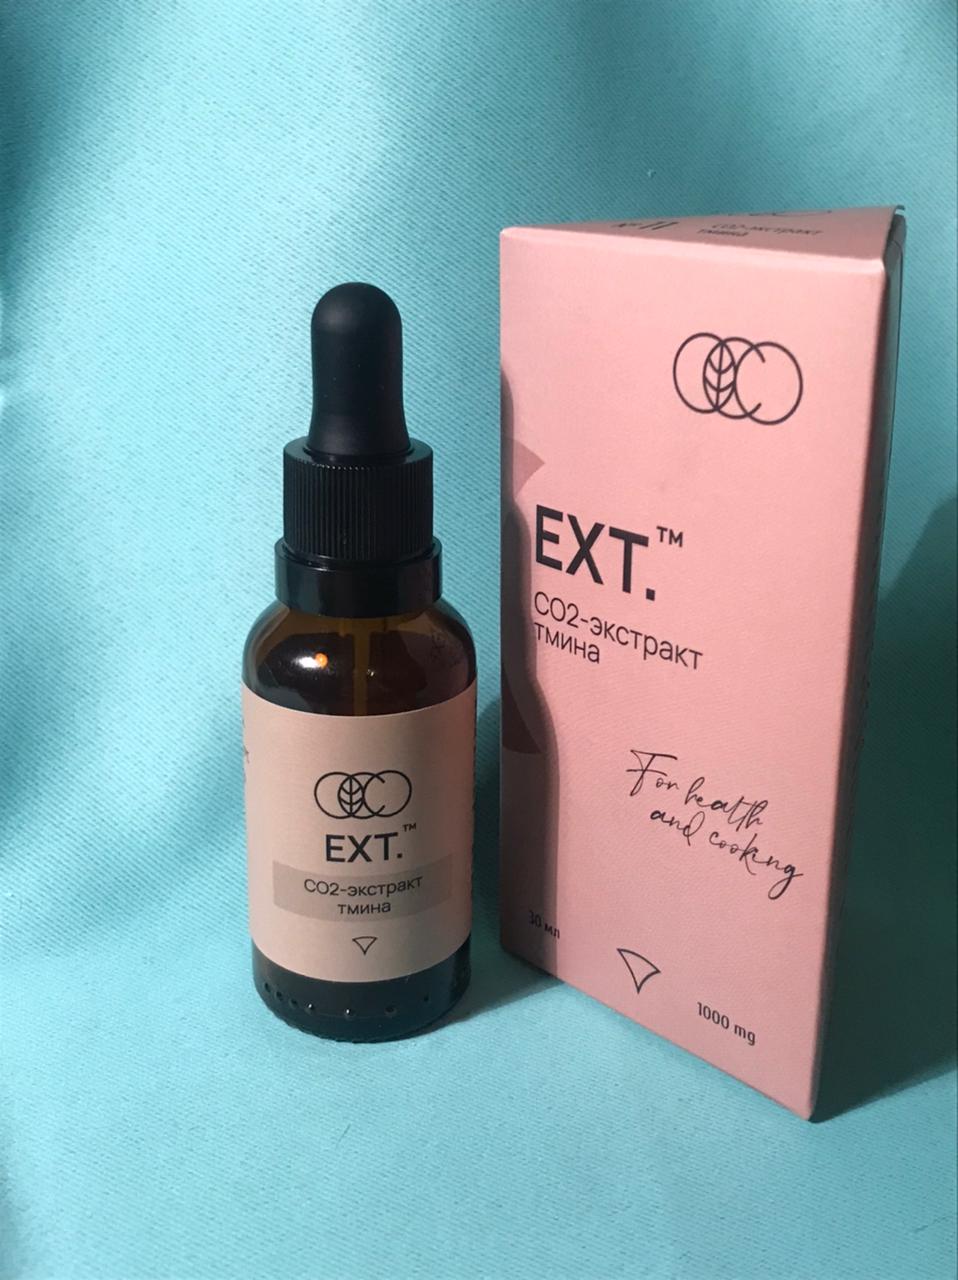 EXT.™
CO2-экстракт
тмина
EXT.™
CO2-экстракт
тмина
For health
and cooking
30 мл
1000 mg